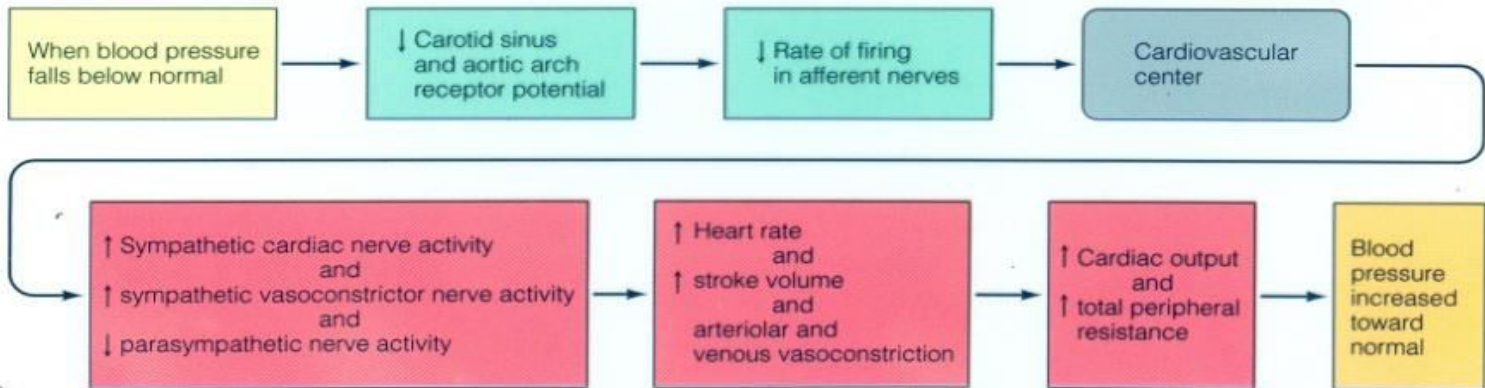 When blood pressure
falls below normal
↓ Carotid sinus
and aortic arch
receptor potential
↓ Rate of firing
in afferent nerves
Cardiovascular
center
↑ Sympathetic cardiac nerve activity
and
↑ sympathetic vasoconstrictor nerve activity
and
↓ parasympathetic nerve activity
↑ Heart rate
and
↑ stroke volume
and
arteriolar and
venous vasoconstriction
↑ Cardiac output
and
↑ total peripheral
resistance
Blood
pressure
increased
toward
normal